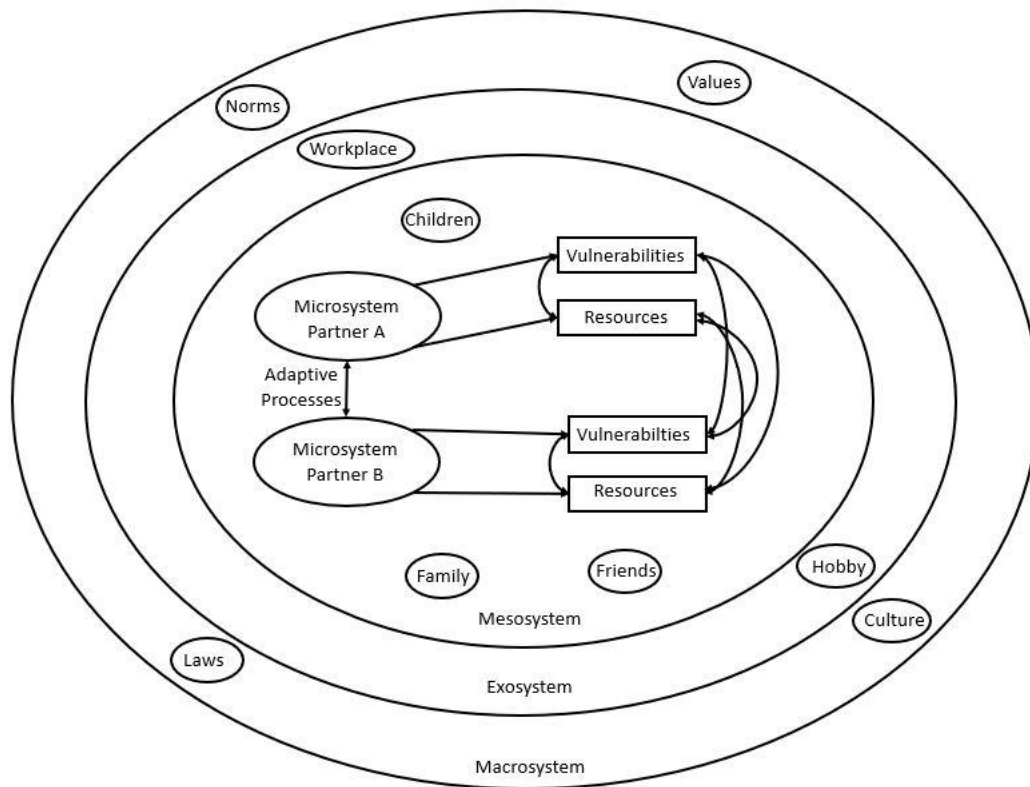 Values
Norms
Workplace
Children
Vulnerabilities
Microsystem
Partner A
Resources
Adaptive
Processes
Vulnerabilties
Microsystem
Partner B
Resources
Family
Friends
Hobby
Mesosystem
Culture
Laws
Exosystem
Macrosystem